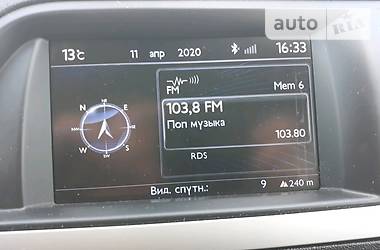 auto RIA
13°C 11 апр 2020 16:33
FM Mem 6
103,8 FM
Поп музыка
103.80
N
N E
W E
W S
S
RDS
Вид. спутн.: 9 240 m